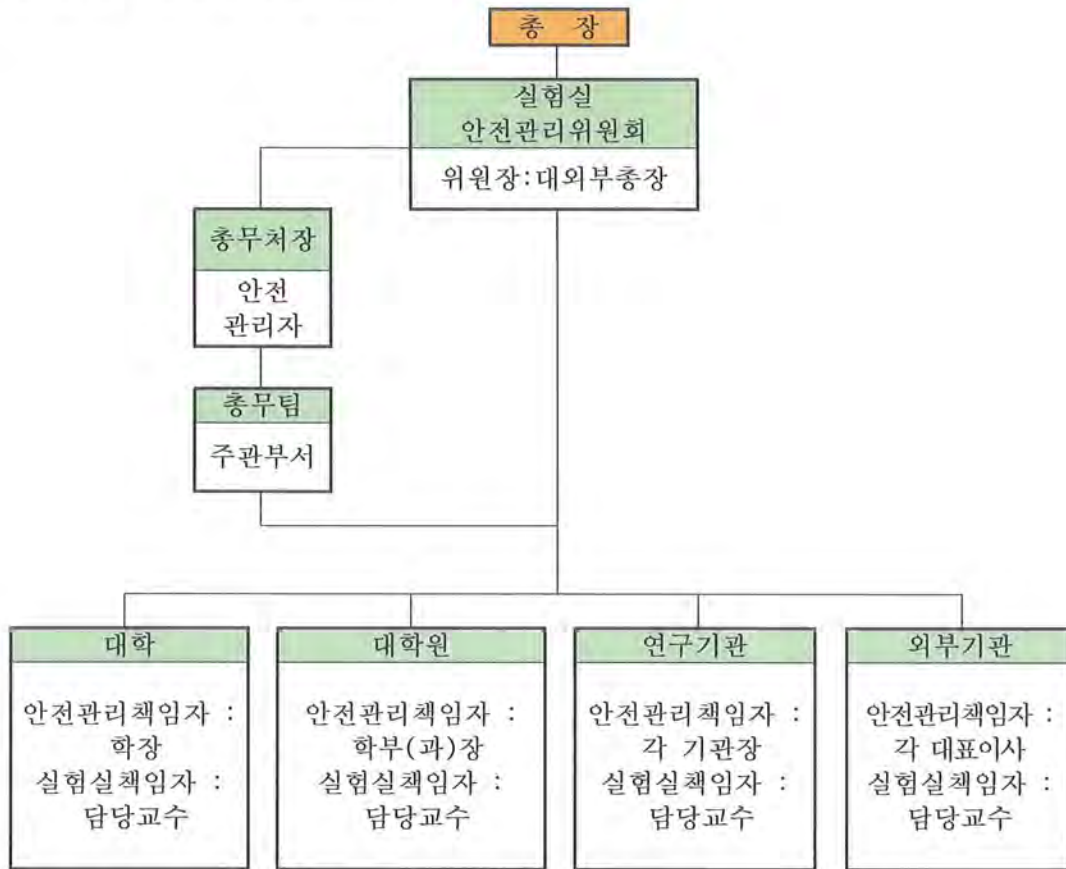 총 장
실험실
안전관리위원회
위원장:대외부총장
총무처장
안전
관리자
총무팀
주관부서
대학
안전관리책임자 :
학장
실험실책임자 :
담당교수
대학원
안전관리책임자 :
학부(과)장
실험실책임자 :
담당교수
연구기관
안전관리책임자 :
각 기관장
실험실책임자 :
담당교수
외부기관
안전관리책임자 :
각 대표이사
실험실책임자 :
담당교수